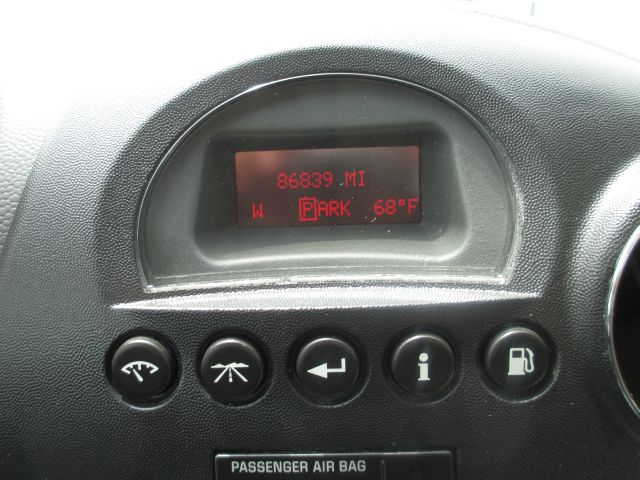 86839 MI
W PARK 68°F
i
PASSENGER AIR BAG